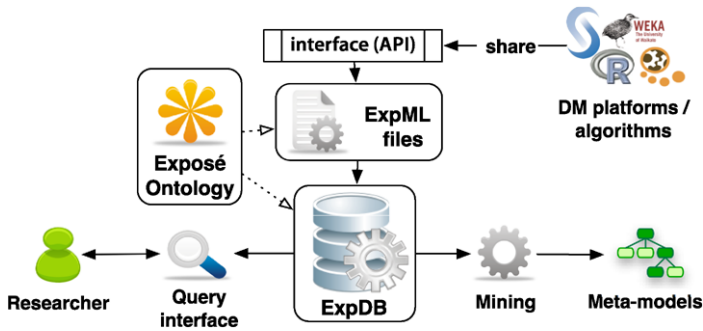 interface (API)
share
WEKA
The University
of Waikato
R
S
DM platforms /
algorithms
ExpML
files
Exposé
Ontology
Researcher
Query
interface
ExpDB
Mining
Meta-models